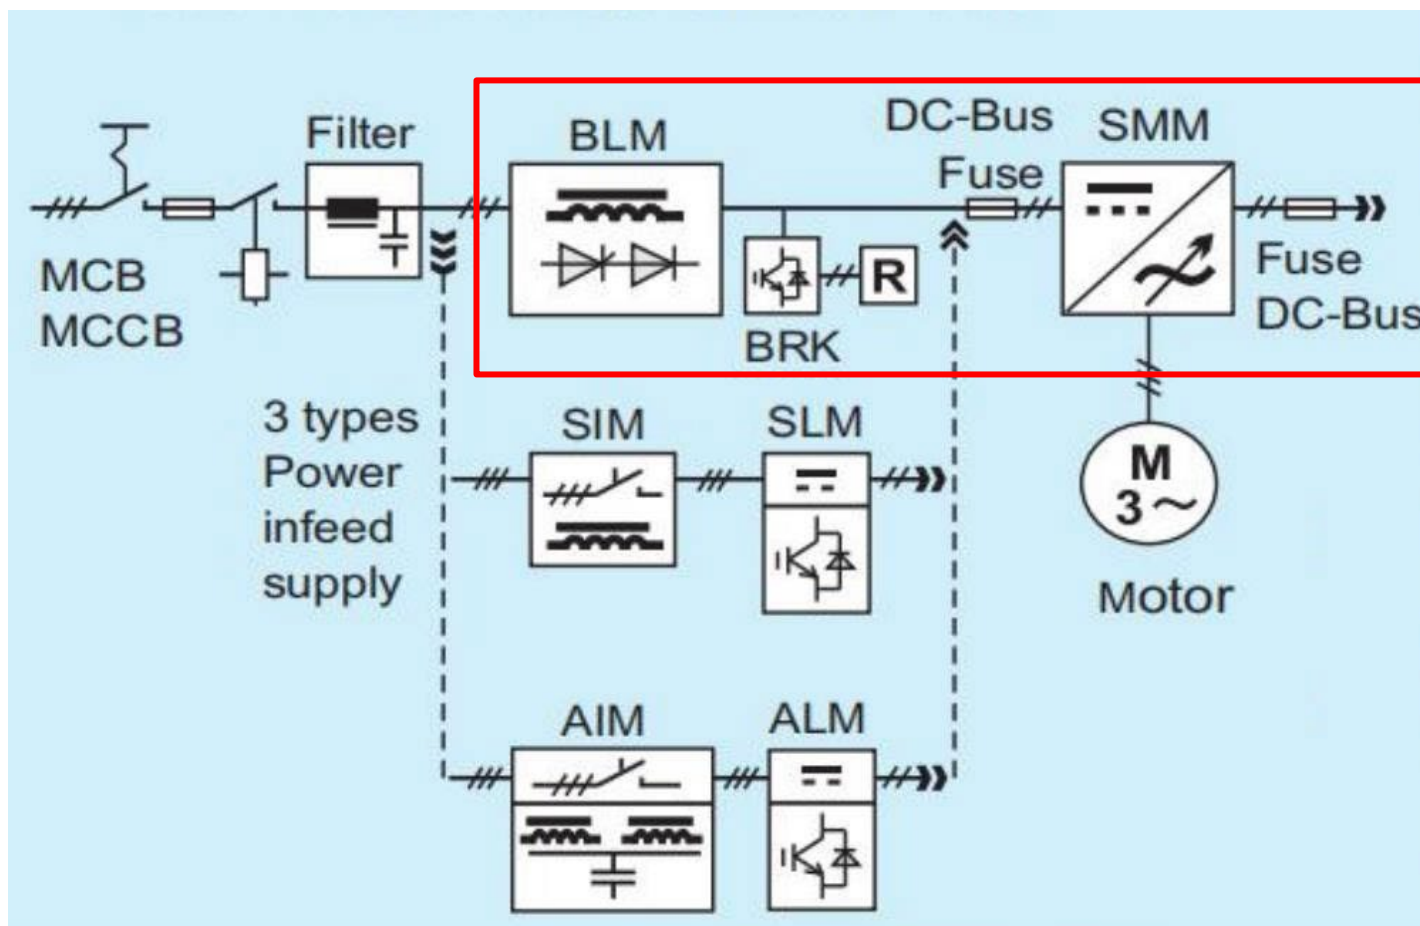 Filter
BLM
DC-Bus
Fuse
SMM
MCB
MCCB
R
BRK
Fuse
DC-Bus
3 types
Power
infeed
supply
SIM
SLM
M
3
Motor
AIM
ALM